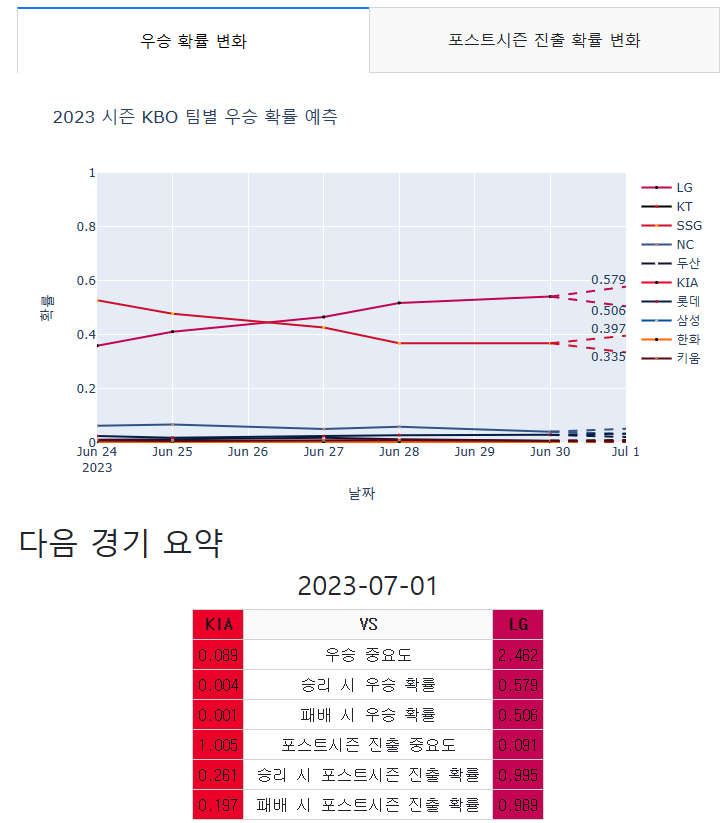 우승 확률 변화
포스트시즌 진출 확률 변화
2023 시즌 KBO 팀별 우승 확률 예측
1
0.8
0.6
0.4
0.2
0
확률
0.579
0.506
0.397
0.335
Jun 24 Jun 25 Jun 26 Jun 27 Jun 28 Jun 29 Jun 30 Jul 1
2023
날짜
LG
KT
SSG
NC
두산
KIA
롯데
삼성
한화
키움
다음 경기 요약
2023-07-01
KIA VS LG
0.089 우승 중요도 2.462
0.004 승리 시 우승 확률 0.579
0.001 패배 시 우승 확률 0.506
1.005 포스트시즌 진출 중요도 0.091
0.261 승리 시 포스트시즌 진출 확률 0.995
0.197 패배 시 포스트시즌 진출 확률 0.989